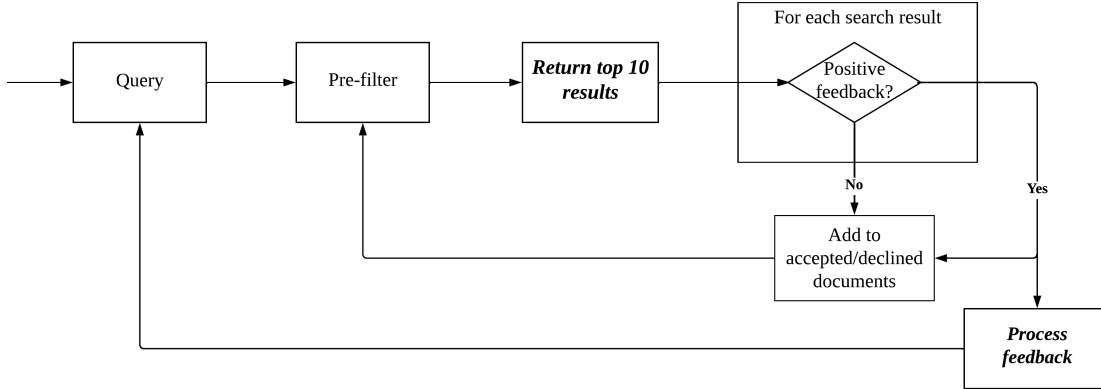 For each search result
Query
Pre-filter
Return top 10
results
Positive
feedback?
No
Yes
Add to
accepted/declined
documents
Process
feedback